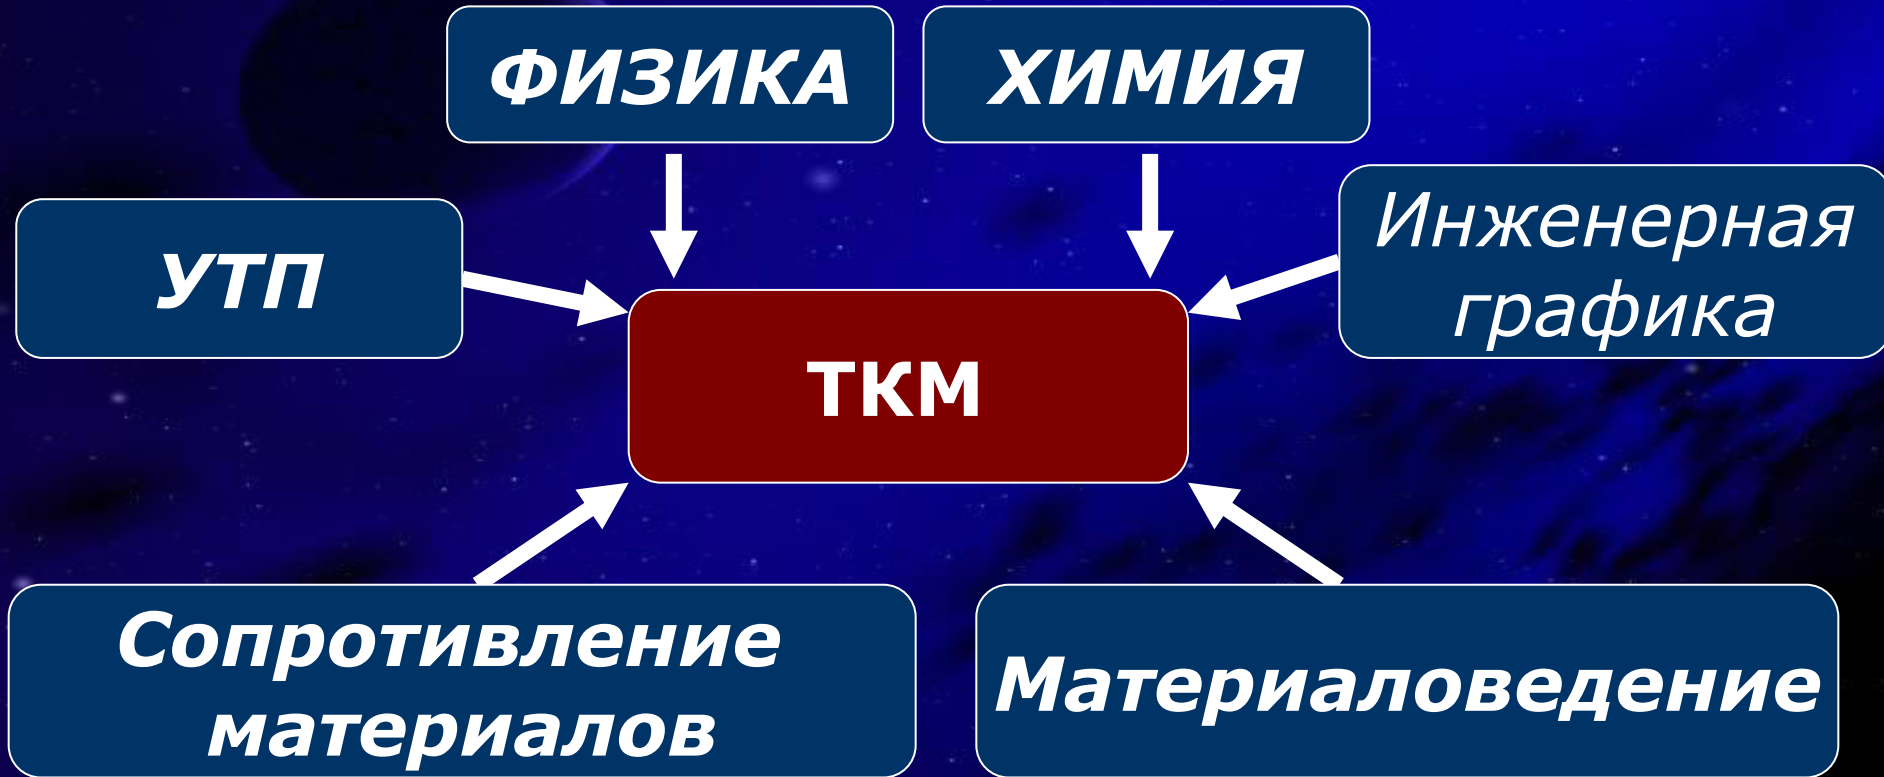 ФИЗИКА
ХИМИЯ
УТП
Инженерная
графика
ТКМ
Сопротивление
материалов
Материаловедение